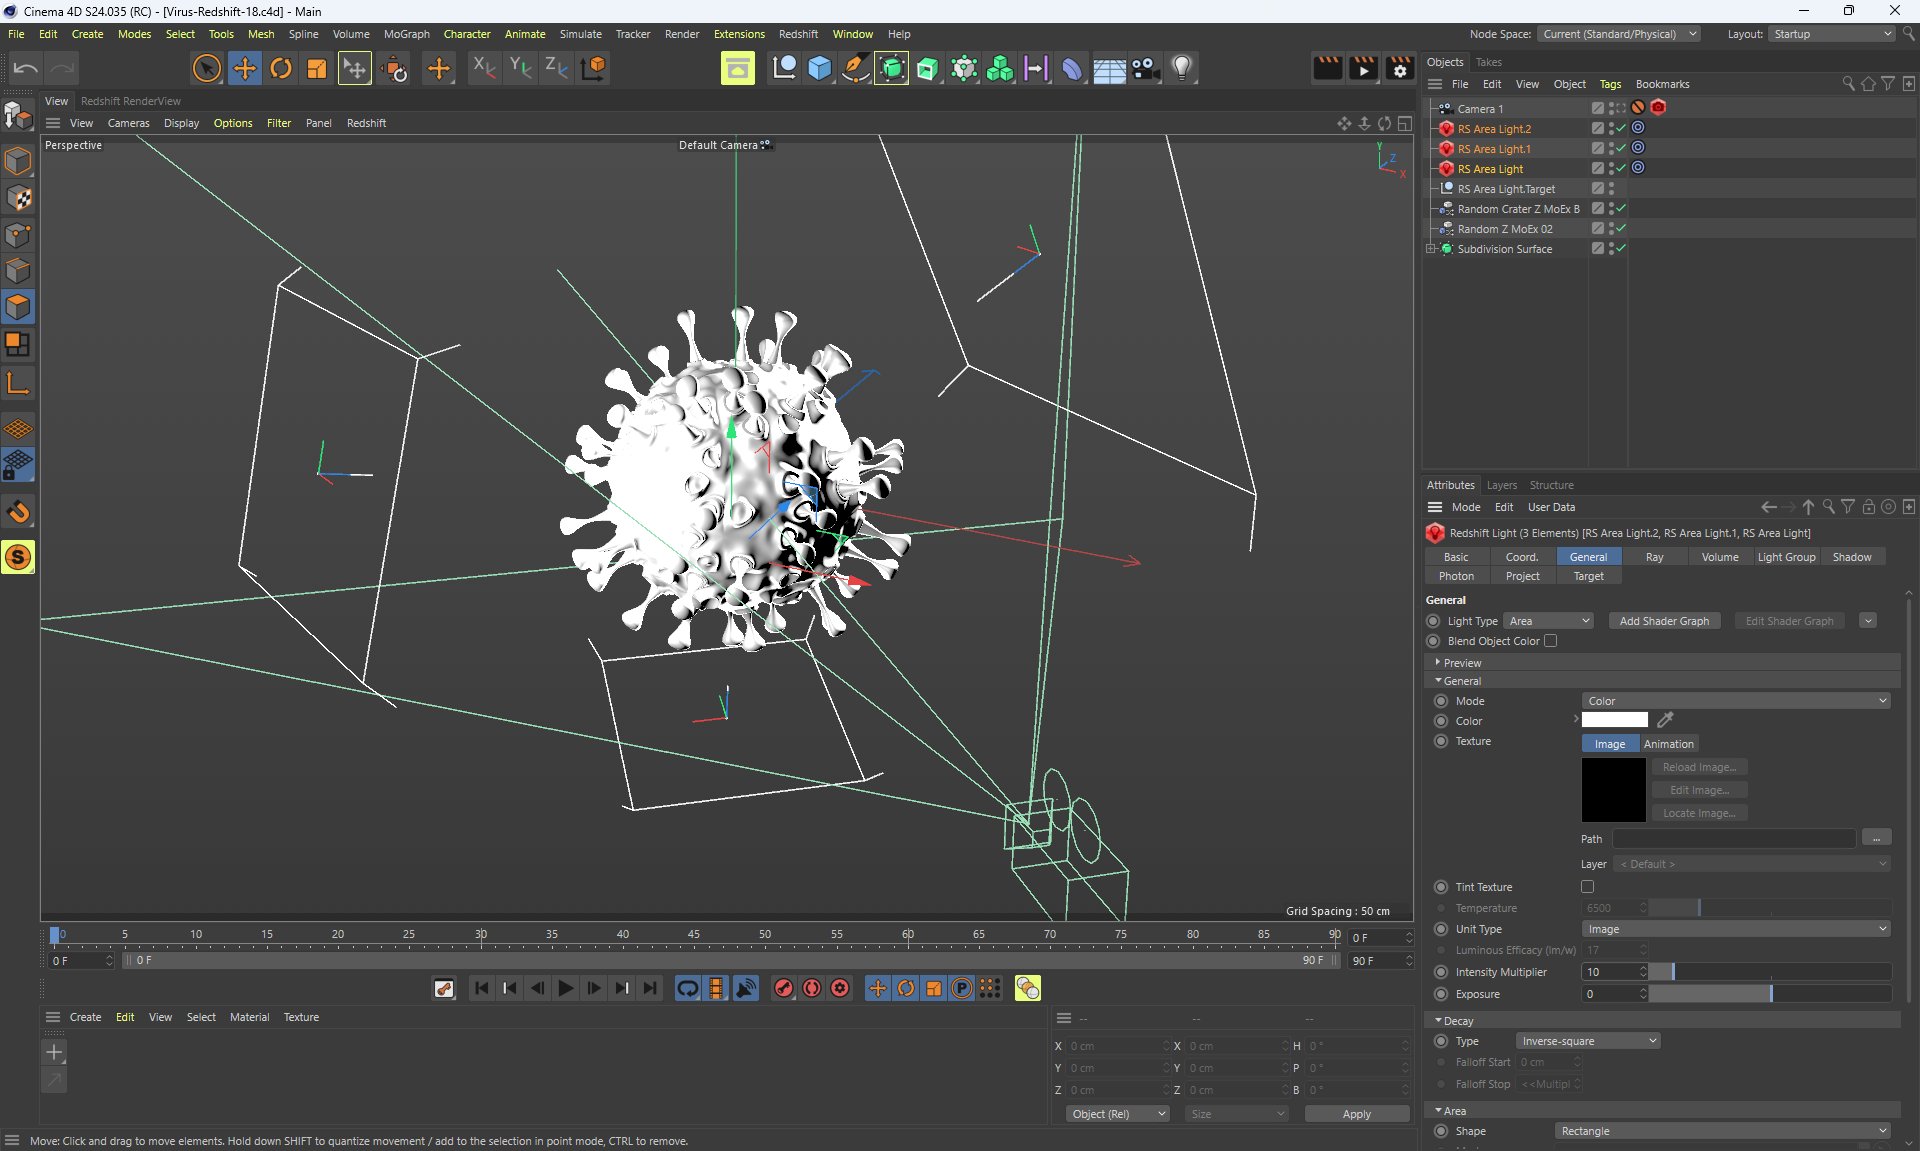 Cinema 4D S24.035 (RC) - [Virus-Redshift-18.c4d] - Main
File Edit Create Modes Select Tools Mesh Spline Volume MoGraph Character Animate Simulate Tracker Render Extensions Redshift Window Help
Node Space: Current (Standard/Physical) Layout: Startup
X Y Z
Objects Takes
File Edit View Object Tags Bookmarks
View Redshift RenderView
View Cameras Display Options Filter Panel Redshift
Perspective
Default Camera
Y
Z
X
Camera 1
RS Area Light.2
RS Area Light.1
RS Area Light
RS Area Light.Target
Random Crater Z MoEx B
Random Z MoEx 02
Subdivision Surface
Grid Spacing : 50 cm
Attributes Layers Structure
Mode Edit User Data
Redshift Light (3 Elements) [RS Area Light.2, RS Area Light.1, RS Area Light]
Basic Coord. General Ray Volume Light Group Shadow
Photon Project Target
General
Light Type Area Add Shader Graph Edit Shader Graph
Blend Object Color
Preview
General
Mode Color
Color
Texture Image Animation
Reload Image...
Edit Image...
Locate Image...
Path ...
Layer < Default >
Tint Texture
Temperature 6500
Unit Type Image
Luminous Efficacy (lm/w) 17
Intensity Multiplier 10
Exposure 0
Decay
Type Inverse-square
Falloff Start 0 cm
Falloff Stop <<Multipl
Area
Shape Rectangle
0 5 10 15 20 25 30 35 40 45 50 55 60 65 70 75 80 85 90 0 F
0 F 0 F 90 F 90 F
Create Edit View Select Material Texture
-- -- --
X 0 cm X 0 cm H 0 °
Y 0 cm Y 0 cm P 0 °
Z 0 cm Z 0 cm B 0 °
Object (Rel) Size Apply
Move: Click and drag to move elements. Hold down SHIFT to quantize movement / add to the selection in point mode, CTRL to remove.